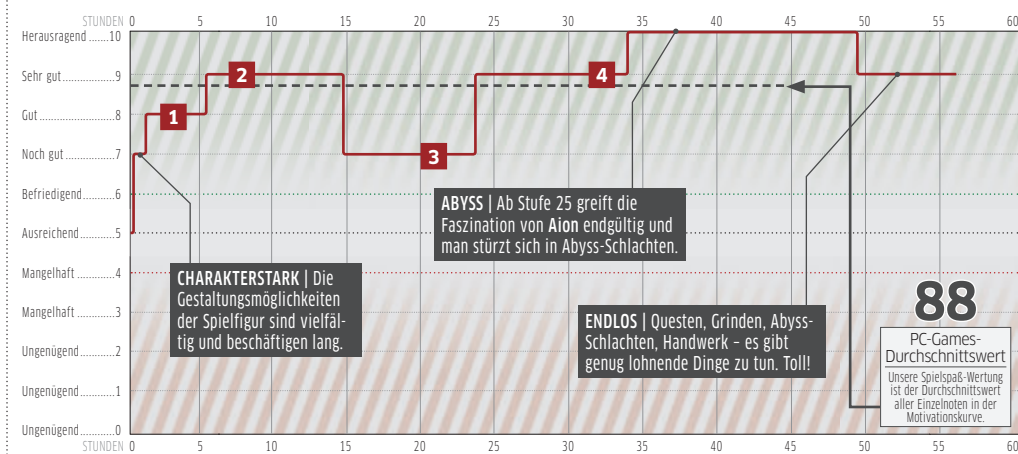 STUNDEN 0 5 10 15 20 25 30 35 40 45 50 55 60
Herausragend ......10
Sehr gut ..............9
Gut ....................8
Noch gut .............7
Befriedigend......6
Ausreichend.........5
Mangelhaft .........4
Mangelhaft .........3
Ungenügend........2
Ungenügend........1
Ungenügend........0
1
2
3
4
CHARAKTERSTARK | Die
Gestaltungsmöglichkeiten
der Spielfigur sind vielfäl-
tig und beschäftigen lang.
ABYSS | Ab Stufe 25 greift die
Faszination von Aion endgültig und
man stürzt sich in Abyss-Schlachten.
ENDLOS | Questen, Grinden, Abyss-
Schlachten, Handwerk – es gibt
genug lohnende Dinge zu tun. Toll!
88
PC-Games-
Durchschnittswert
Unsere Spielspaß-Wertung
ist der Durchschnittswert
aller Einzelnoten in der
Motivationskurve.
STUNDEN 0 5 10 15 20 25 30 35 40 45 50 55 60